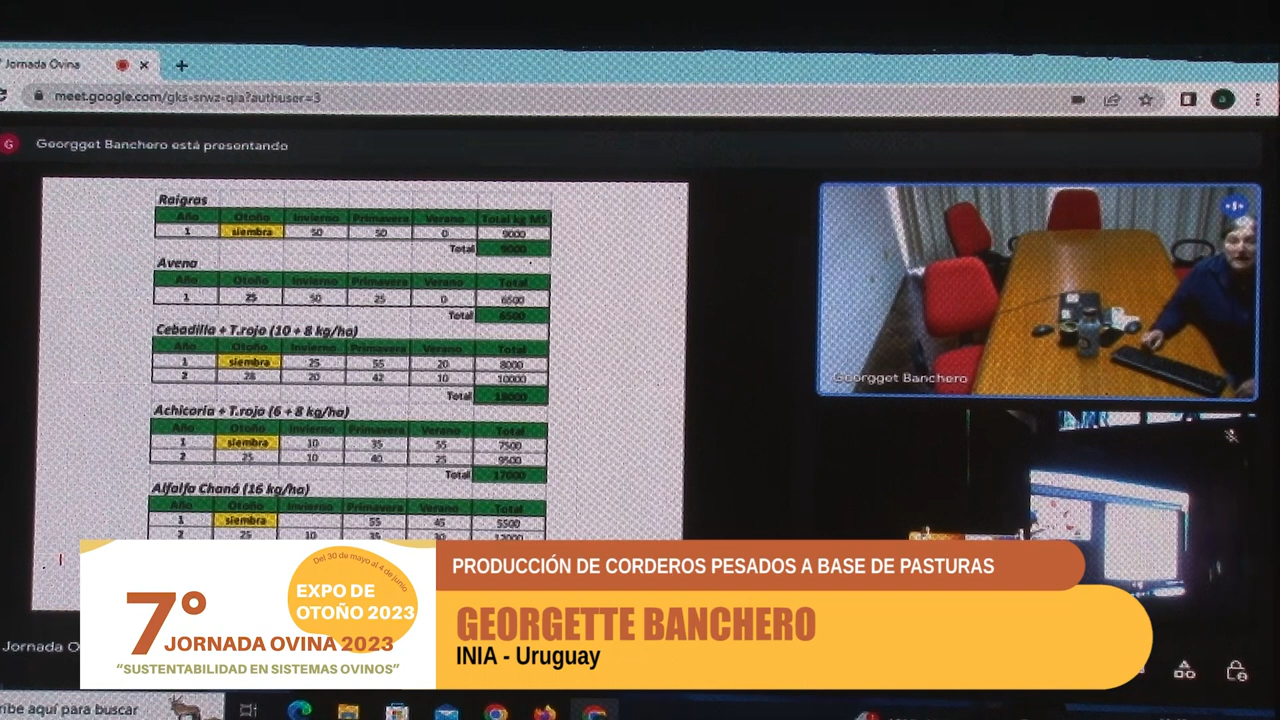 Jornada Ovina
meet.google.com/gks-srwz-qia?authuser=3
G
Georgget Banchero está presentando
Raigras
Año Otoño Invierno Primavera Verano Total kg MS
1 siembra 50 50 0 9000
Total 9000
Avena
Año Otoño Invierno Primavera Verano Total
1 25 50 25 0 6500
Total 6500
Cebadilla + T.rojo (10 + 8 kg/ha)
Año Otoño Invierno Primavera Verano Total
1 siembra 25 55 20 8000
2 28 20 42 10 10000
Total 18000
Achicoria + T.rojo (6 + 8 kg/ha)
Año Otoño Invierno Primavera Verano Total
1 siembra 10 35 55 7500
2 25 10 40 25 9500
Total 17000
Alfalfa Chaná (16 kg/ha)
Año Otoño Invierno Primavera Verano Total
1 siembra 55 45 5500
2 25 10 35 30
Georgget Banchero
Jornada O
Del 30 de mayo al 4 de junio
EXPO DE
OTOÑO 2023
7°
JORNADA OVINA 2023
“SUSTENTABILIDAD EN SISTEMAS OVINOS”
PRODUCCIÓN DE CORDEROS PESADOS A BASE DE PASTURAS
GEORGETTE BANCHERO
INIA - Uruguay
ribe aquí para buscar